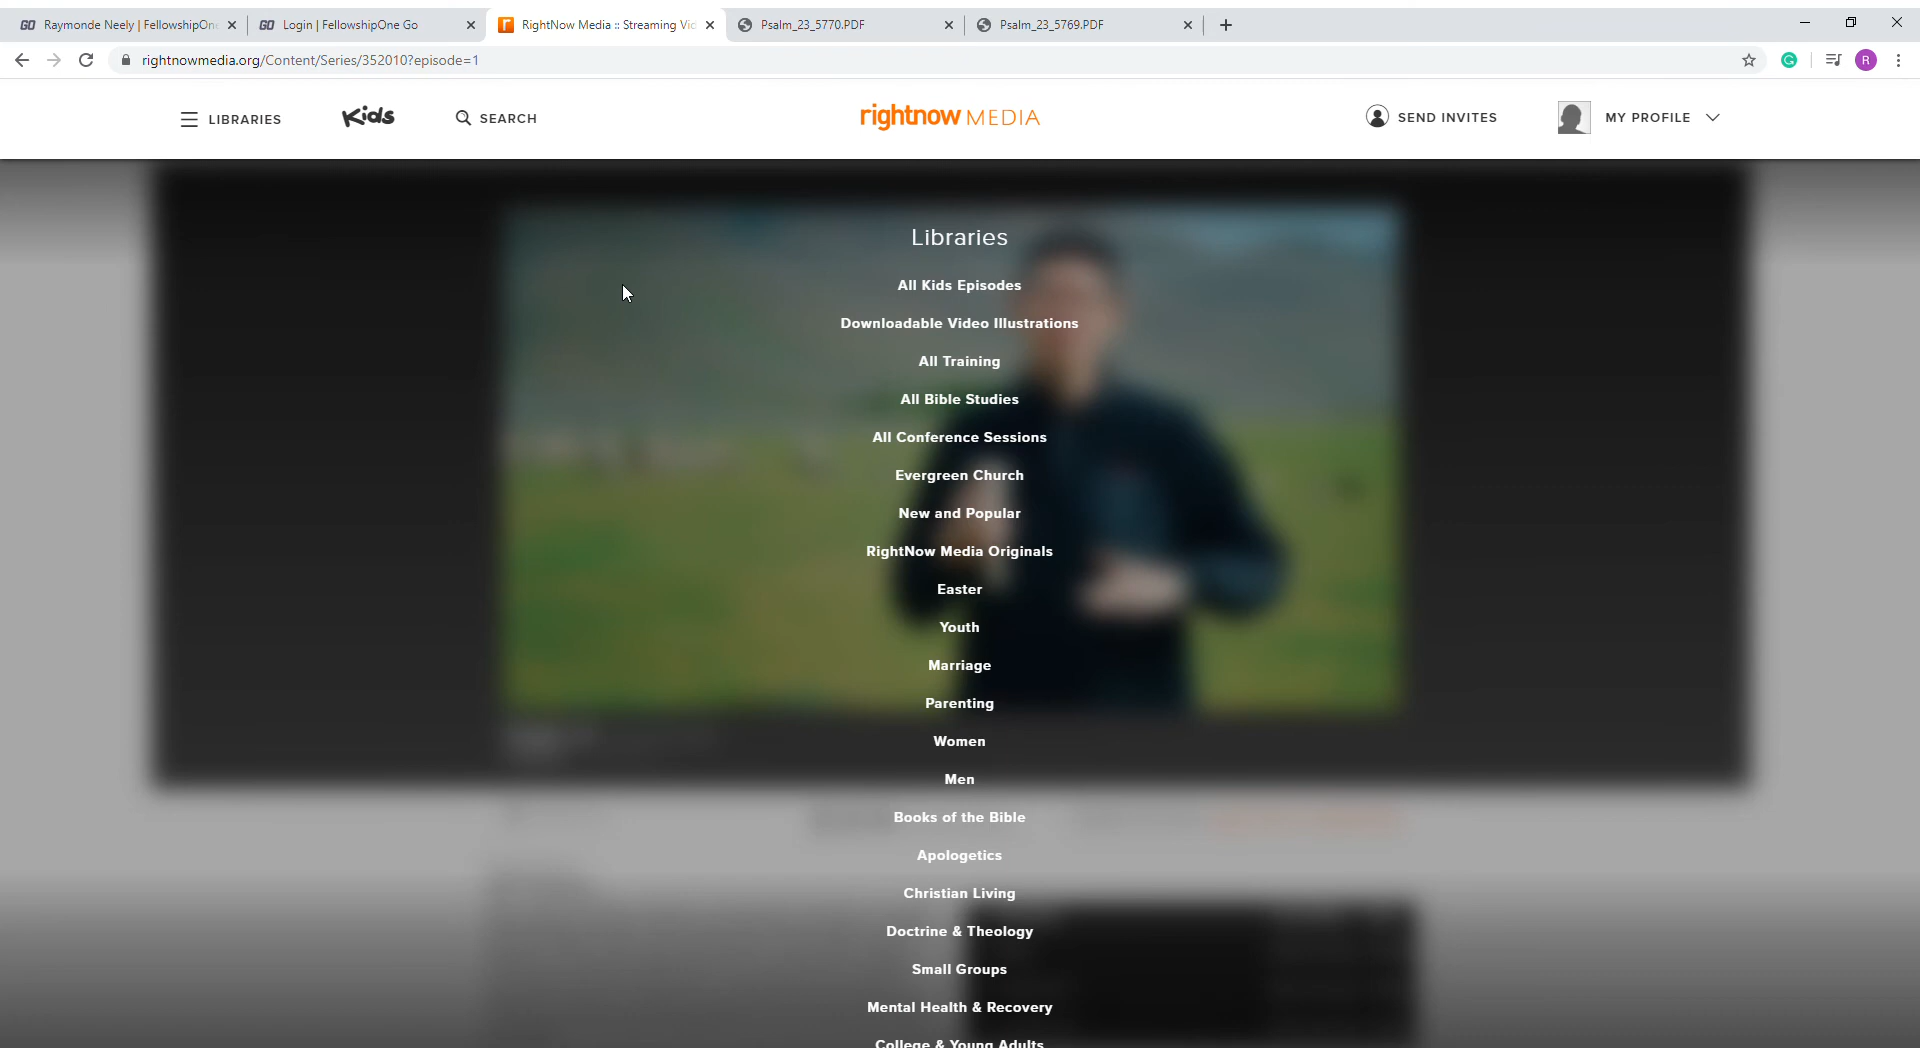 Raymonde Neely | FellowshipOne
Login | FellowshipOne Go
RightNow Media :: Streaming Vid
Psalm_23_5770.PDF
Psalm_23_5769.PDF
rightnowmedia.org/Content/Series/352010?episode=1
R
LIBRARIES
Kids
SEARCH
rightnow MEDIA
SEND INVITES
MY PROFILE
Libraries
All Kids Episodes
Downloadable Video Illustrations
All Training
All Bible Studies
All Conference Sessions
Evergreen Church
New and Popular
RightNow Media Originals
Easter
Youth
Marriage
Parenting
Women
Men
Books of the Bible
Apologetics
Christian Living
Doctrine & Theology
Small Groups
Mental Health & Recovery
College & Young Adults